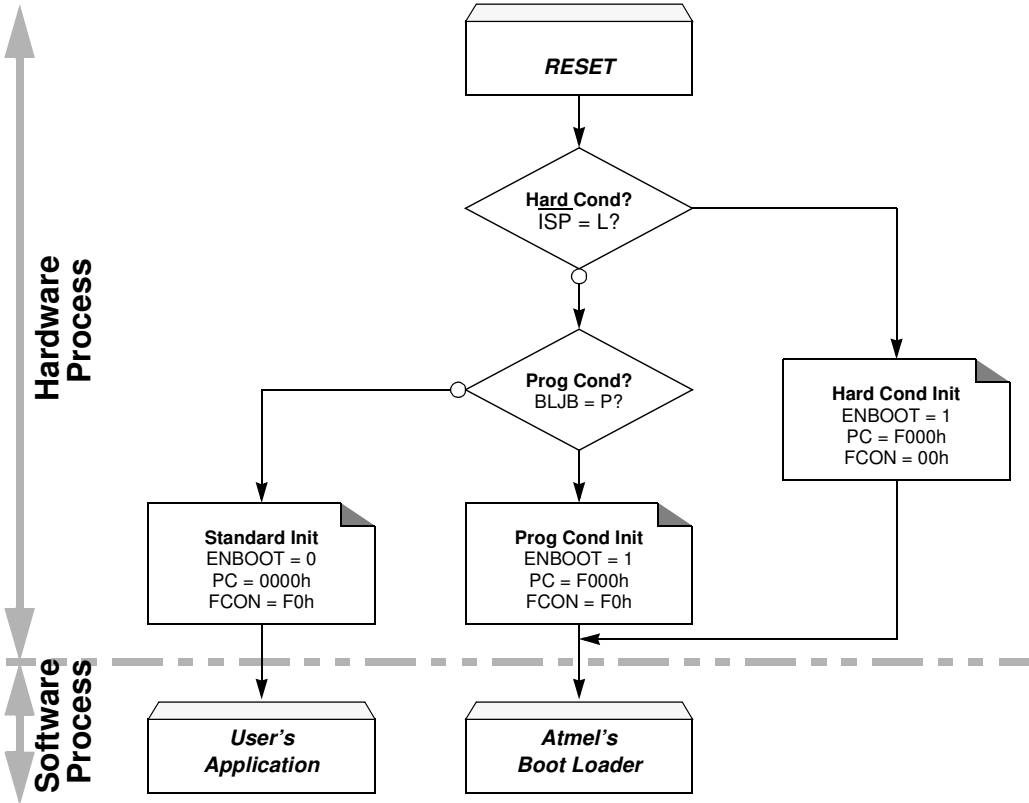 RESET
Hard Cond?
ISP = L?
Prog Cond?
BLJB = P?
Hard Cond Init
ENBOOT = 1
PC = F000h
FCON = 00h
Standard Init
ENBOOT = 0
PC = 0000h
FCON = F0h
Prog Cond Init
ENBOOT = 1
PC = F000h
FCON = F0h
User's
Application
Atmel's
Boot Loader
Hardware
Process
Software
Process